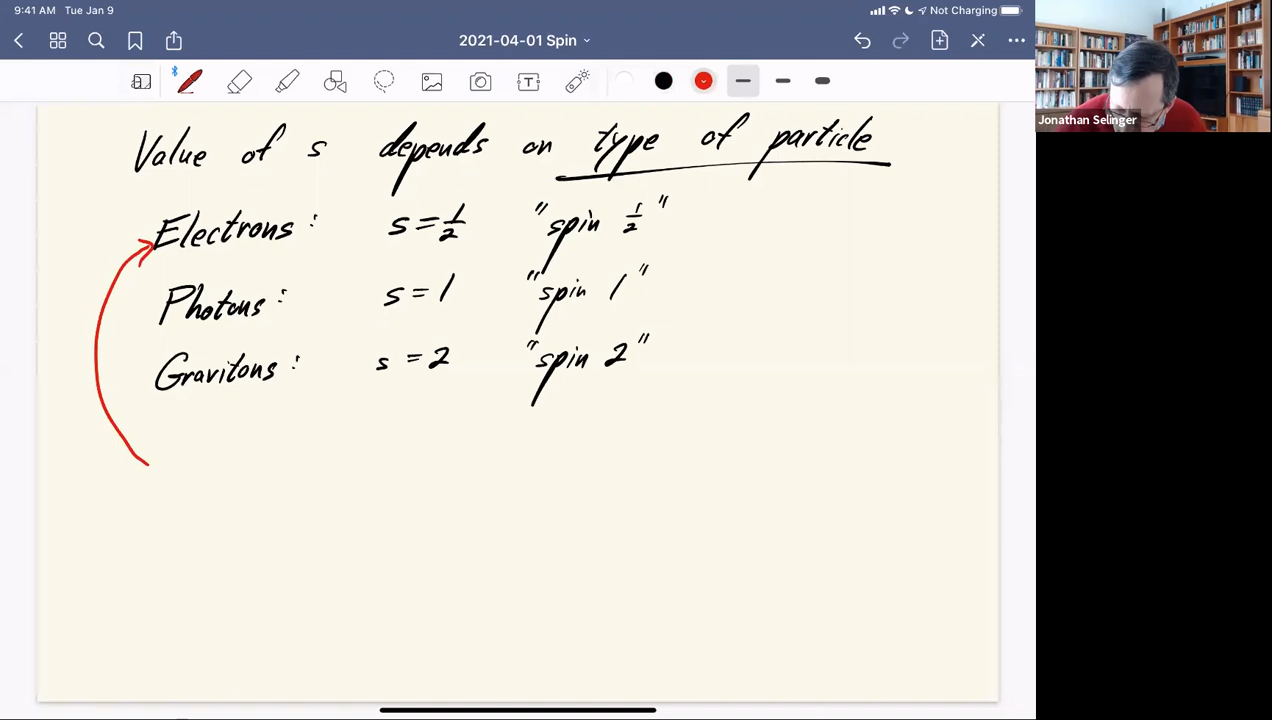 9:41 AM Tue Jan 9
Not Charging
2021-04-01 Spin
T
Jonathan Selinger
Value of s depends on type of particle
Electrons: s = 1/2 "spin 1/2"
Photons: s = 1 "spin 1"
Gravitons: s = 2 "spin 2"